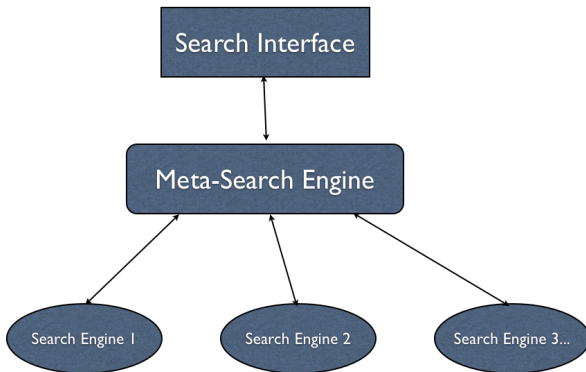 Search Interface
Meta-Search Engine
Search Engine 1
Search Engine 2
Search Engine 3...